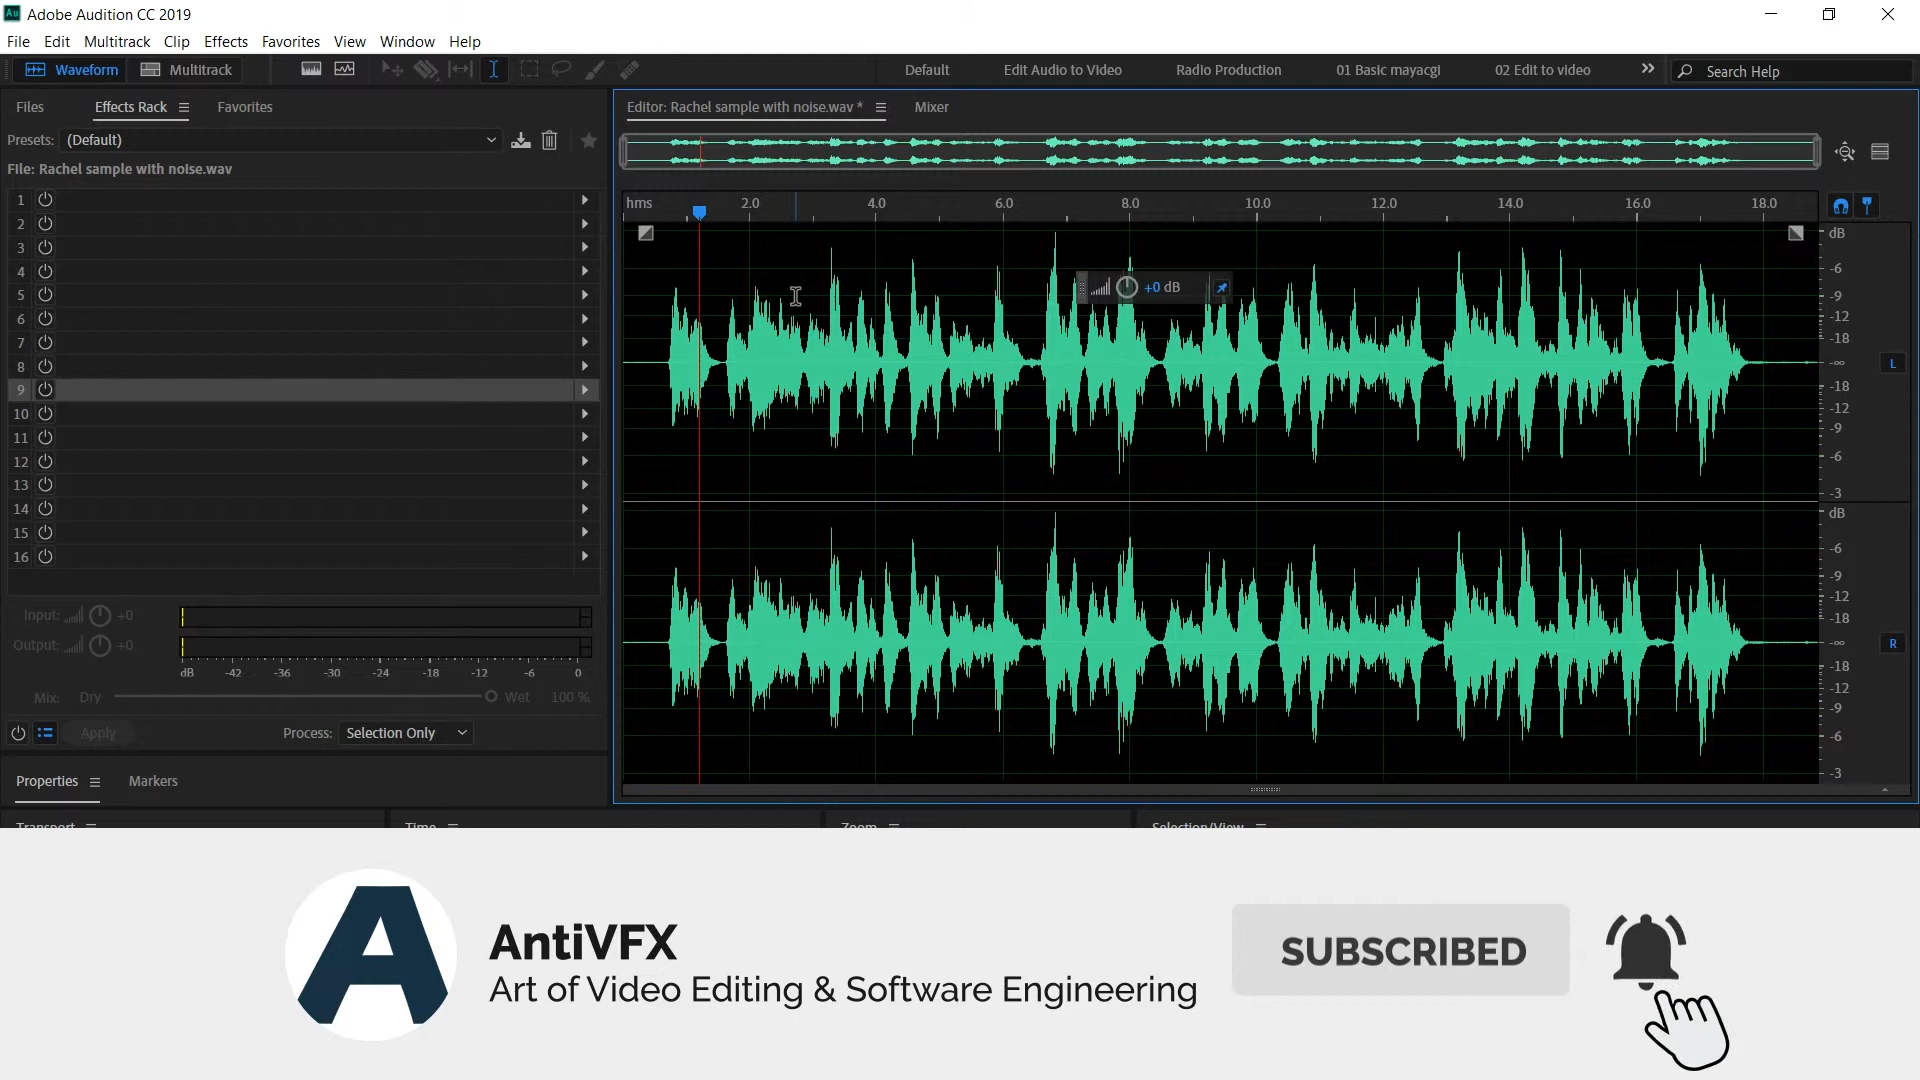 Au Adobe Audition CC 2019
File Edit Multitrack Clip Effects Favorites View Window Help
Waveform Multitrack Default Edit Audio to Video Radio Production 01 Basic mayacgi 02 Edit to video Search Help
Files Effects Rack Favorites
Editor: Rachel sample with noise.wav * Mixer
Presets: (Default)
File: Rachel sample with noise.wav
hms 2.0 4.0 6.0 8.0 10.0 12.0 14.0 16.0 18.0
1
2
3
4
5
6
7
8
9
10
11
12
13
14
15
16
+0 dB
dB
-6
-9
-12
-18
-∞
-18
-12
-9
-6
-3
L
dB
-6
-9
-12
-18
-∞
-18
-12
-9
-6
-3
R
Input: +0
Output: +0
dB -42 -36 -30 -24 -18 -12 -6 0
Mix: Dry Wet 100 %
Apply Process: Selection Only
Properties Markers
Transport Time Zoom Selection/View
AntiVFX
Art of Video Editing & Software Engineering
SUBSCRIBED